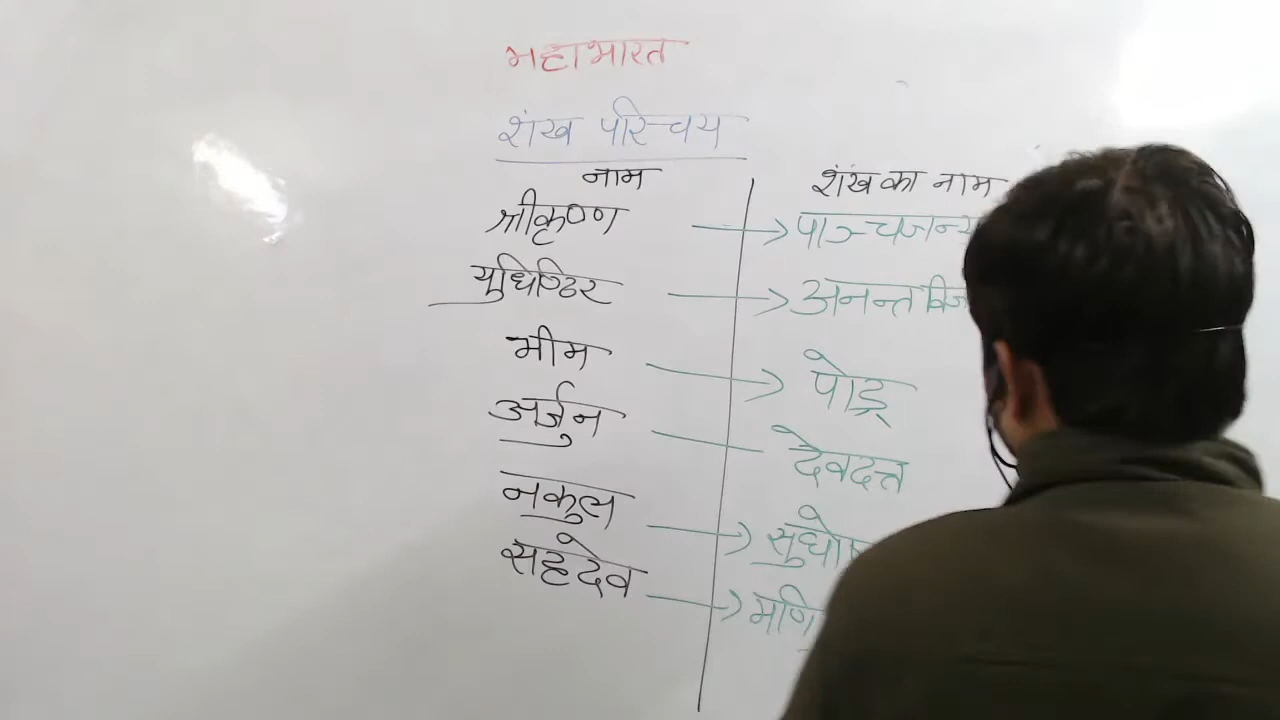 महाभारत
शंख परिचय
नाम शंख का नाम
श्रीकृष्ण पाञ्चजन्य
युधिष्ठिर अनन्त
भीम पोड्र
अर्जुन देवदत्त
नकुल
सहदेव